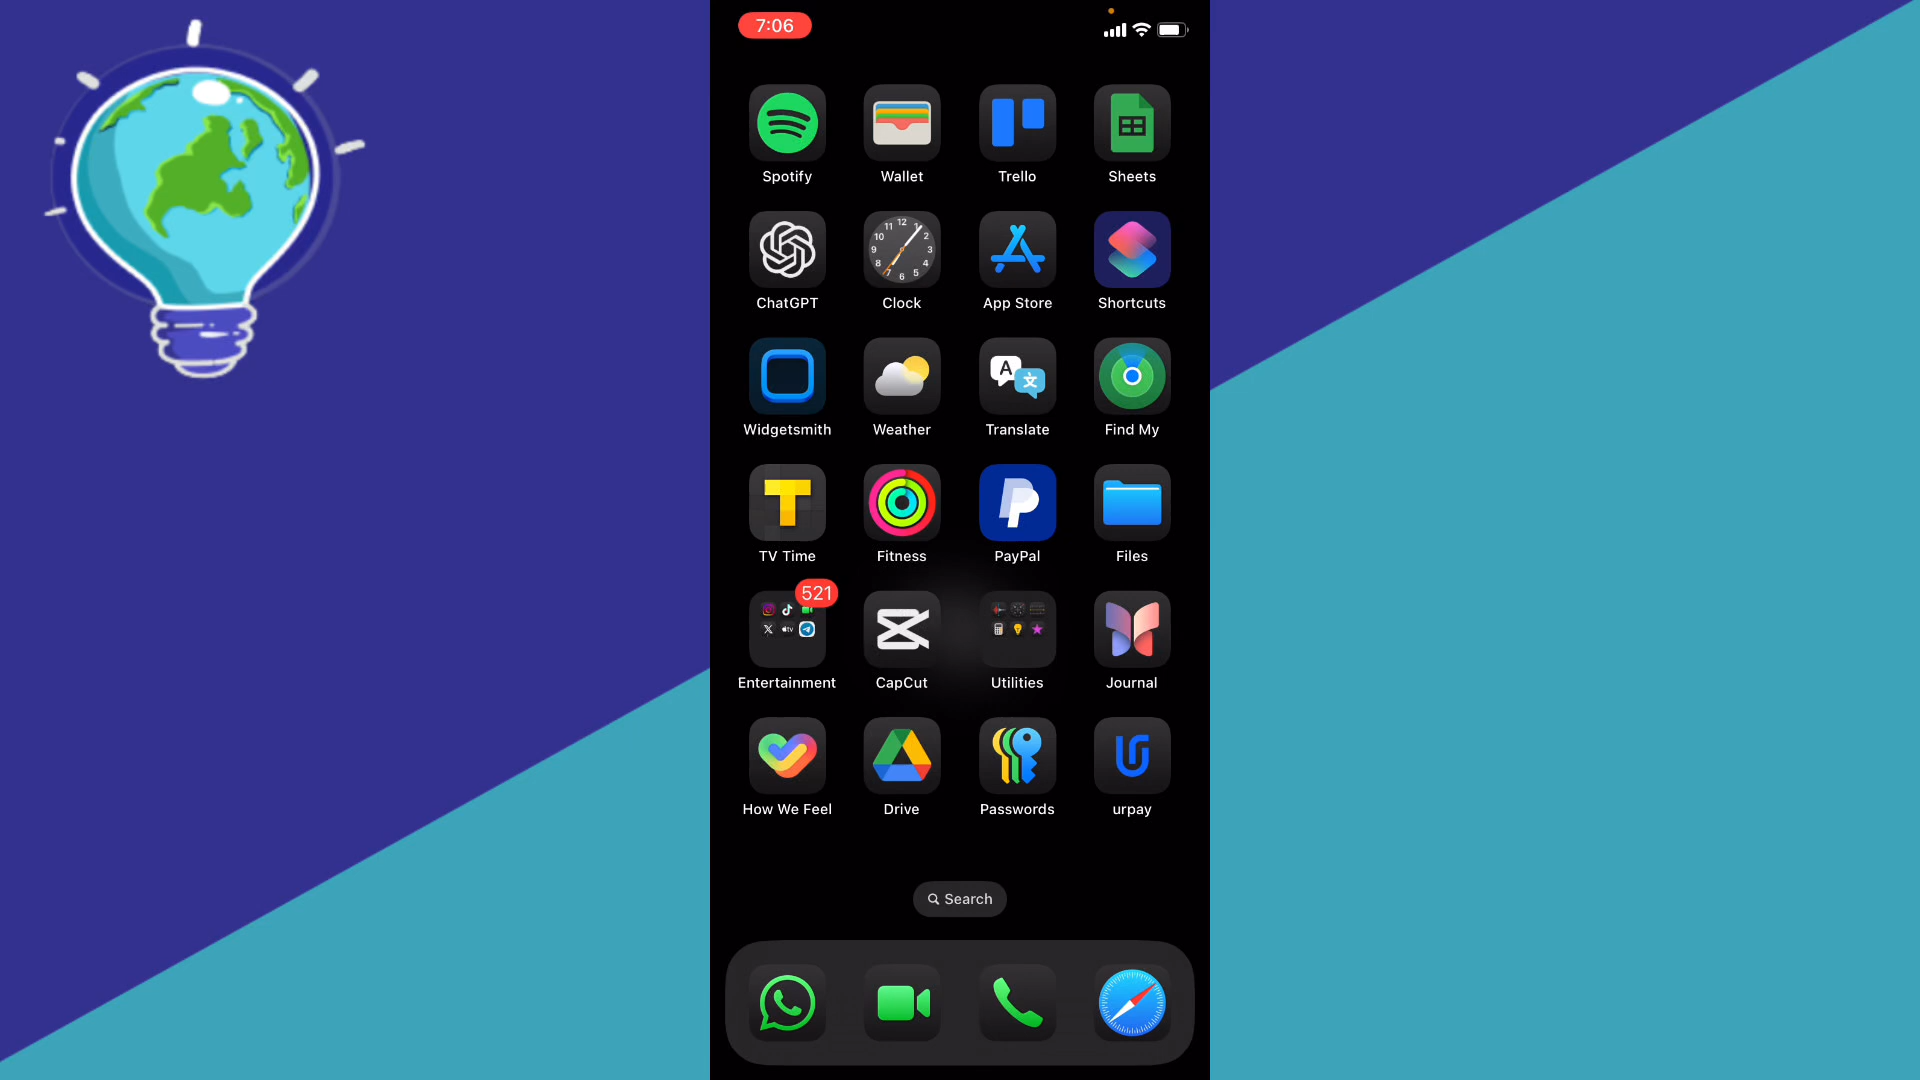 7:06
Spotify Wallet Trello Sheets
ChatGPT Clock App Store Shortcuts
Widgetsmith Weather Translate Find My
TV Time Fitness PayPal Files
521
Entertainment CapCut Utilities Journal
How We Feel Drive Passwords urpay
Search